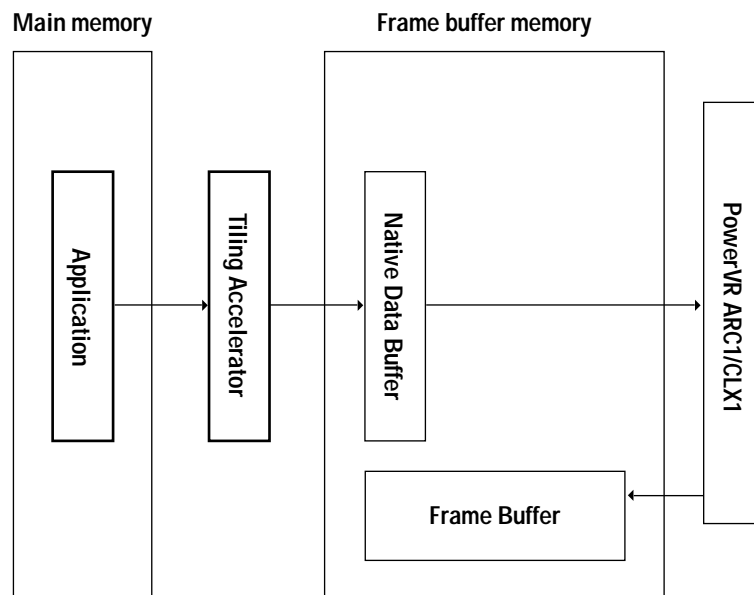 Main memory
Frame buffer memory
Application
Tiling Accelerator
Native Data Buffer
PowerVR ARC1/CLX1
Frame Buffer